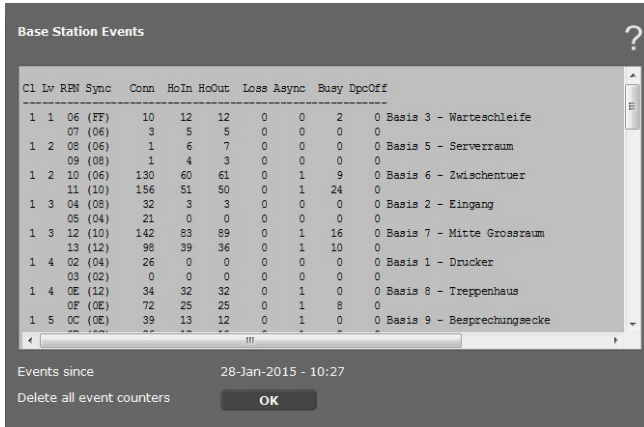 Base Station Events
?
Cl Lv RPN Sync Conn HoIn HoOut Loss Async Busy DpcOff
1 1 06 (FF) 10 12 12 0 0 2 0 Basis 3 - Warteschleife
07 (06) 3 5 5 0 0 0 0
1 2 08 (06) 1 6 7 0 0 0 0 Basis 5 - Serverraum
09 (08) 1 4 3 0 0 0 0
1 2 10 (06) 130 60 61 0 1 9 0 Basis 6 - Zwischentuer
11 (10) 156 51 50 0 1 24 0
1 3 04 (08) 32 3 3 0 0 0 0 Basis 2 - Eingang
05 (04) 21 0 0 0 0 0 0
1 3 12 (10) 142 83 89 0 1 16 0 Basis 7 - Mitte Grossraum
13 (12) 98 39 36 0 1 10 0
1 4 02 (04) 26 0 0 0 0 0 0 Basis 1 - Drucker
03 (02) 0 0 0 0 0 0 0
1 4 0E (12) 34 32 32 0 1 0 0 Basis 8 - Treppenhaus
0F (0E) 72 25 25 0 1 8 0
1 5 0C (0E) 39 13 12 0 1 0 0 Basis 9 - Besprechungsecke
Events since 28-Jan-2015 - 10:27
Delete all event counters OK